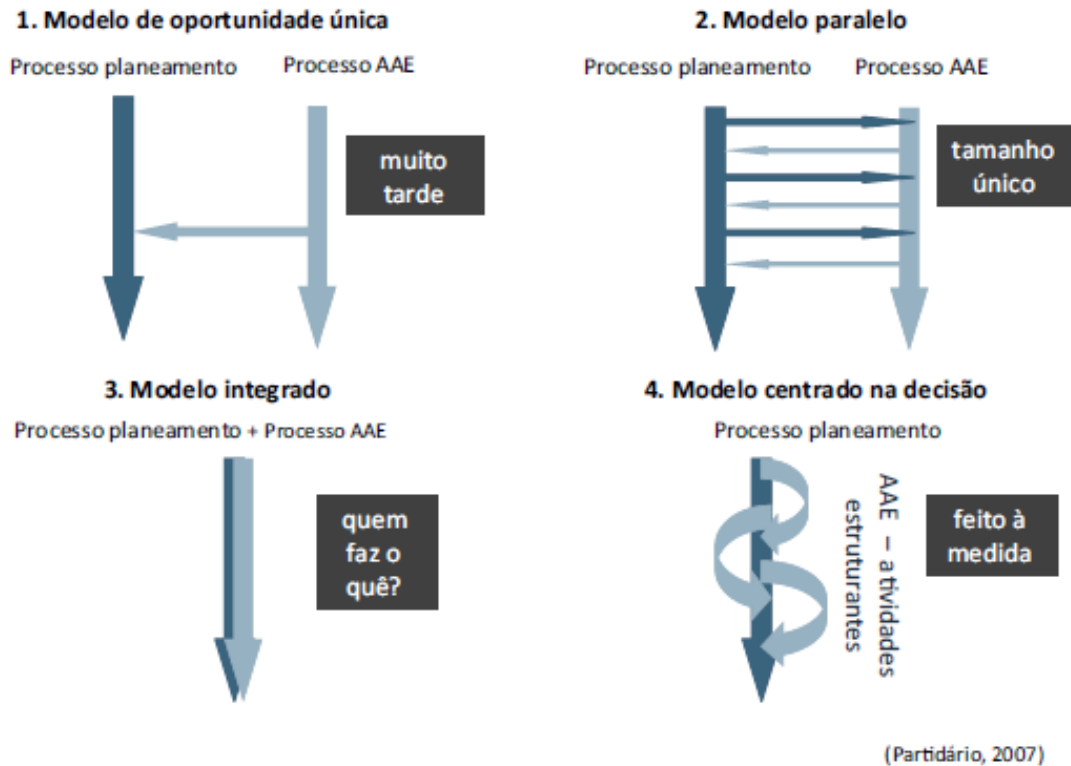 1. Modelo de oportunidade única
Processo planeamento
Processo AAE
muito
tarde
2. Modelo paralelo
Processo planeamento
Processo AAE
tamanho
único
3. Modelo integrado
Processo planeamento + Processo AAE
quem
faz o
quê?
4. Modelo centrado na decisão
Processo planeamento
AAE – atividades
estruturantes
feito à
medida
(Partidário, 2007)